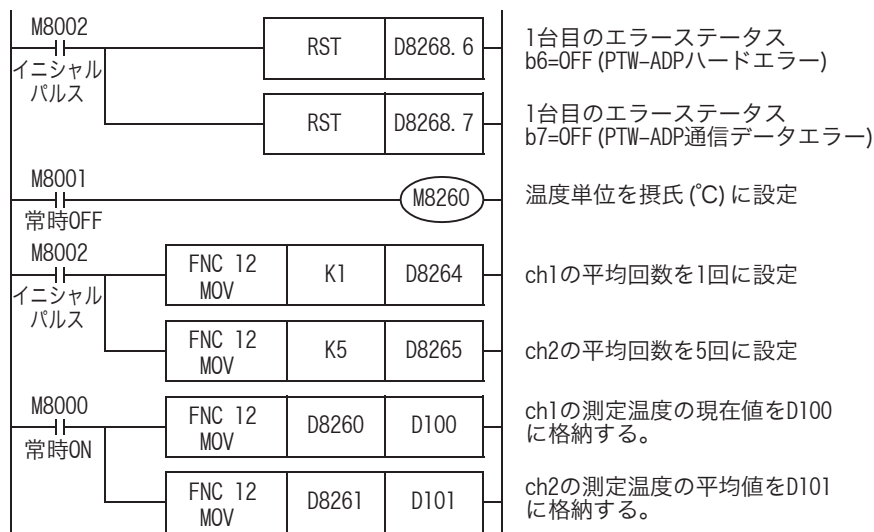 M8002
イニシャル
パルス
RST D8268. 6
1台目のエラーステータス
b6=OFF (PTW-ADPハードエラー)
RST D8268. 7
1台目のエラーステータス
b7=OFF (PTW-ADP通信データエラー)
M8001
常時OFF
M8260
温度単位を摂氏 (℃) に設定
M8002
イニシャル
パルス
FNC 12
MOV
K1 D8264
ch1の平均回数を1回に設定
FNC 12
MOV
K5 D8265
ch2の平均回数を5回に設定
M8000
常時ON
FNC 12
MOV
D8260 D100
ch1の測定温度の現在値をD100
に格納する。
FNC 12
MOV
D8261 D101
ch2の測定温度の平均値をD101
に格納する。